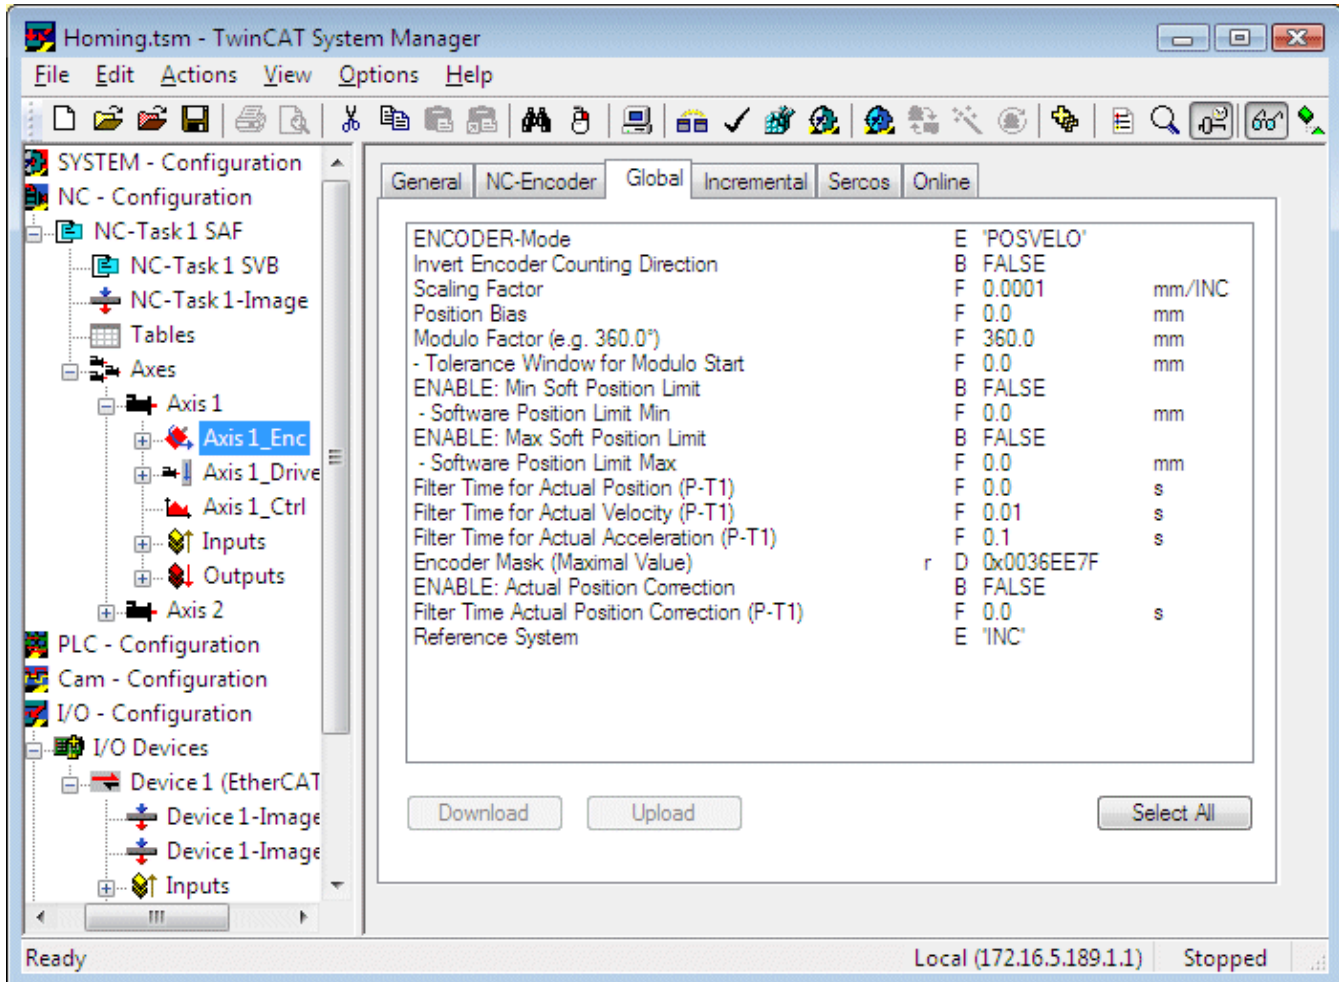 Homing.tsm - TwinCAT System Manager
File Edit Actions View Options Help
SYSTEM - Configuration
NC - Configuration
NC-Task 1 SAF
NC-Task 1 SVB
NC-Task 1-Image
Tables
Axes
Axis 1
Axis 1_Enc
Axis 1_Drive
Axis 1_Ctrl
Inputs
Outputs
Axis 2
PLC - Configuration
Cam - Configuration
I/O - Configuration
I/O Devices
Device 1 (EtherCAT
Device 1-Image
Device 1-Image
Inputs
General NC-Encoder Global Incremental Sercos Online
ENCODER-Mode E 'POSVELO'
Invert Encoder Counting Direction B FALSE
Scaling Factor F 0.0001 mm/INC
Position Bias F 0.0 mm
Modulo Factor (e.g. 360.0°) F 360.0 mm
- Tolerance Window for Modulo Start F 0.0 mm
ENABLE: Min Soft Position Limit B FALSE
- Software Position Limit Min F 0.0 mm
ENABLE: Max Soft Position Limit B FALSE
- Software Position Limit Max F 0.0 mm
Filter Time for Actual Position (P-T1) F 0.0 s
Filter Time for Actual Velocity (P-T1) F 0.01 s
Filter Time for Actual Acceleration (P-T1) F 0.1 s
Encoder Mask (Maximal Value) r D 0x0036EE7F
ENABLE: Actual Position Correction B FALSE
Filter Time Actual Position Correction (P-T1) F 0.0 s
Reference System E 'INC'
Download Upload Select All
Ready Local (172.16.5.189.1.1) Stopped